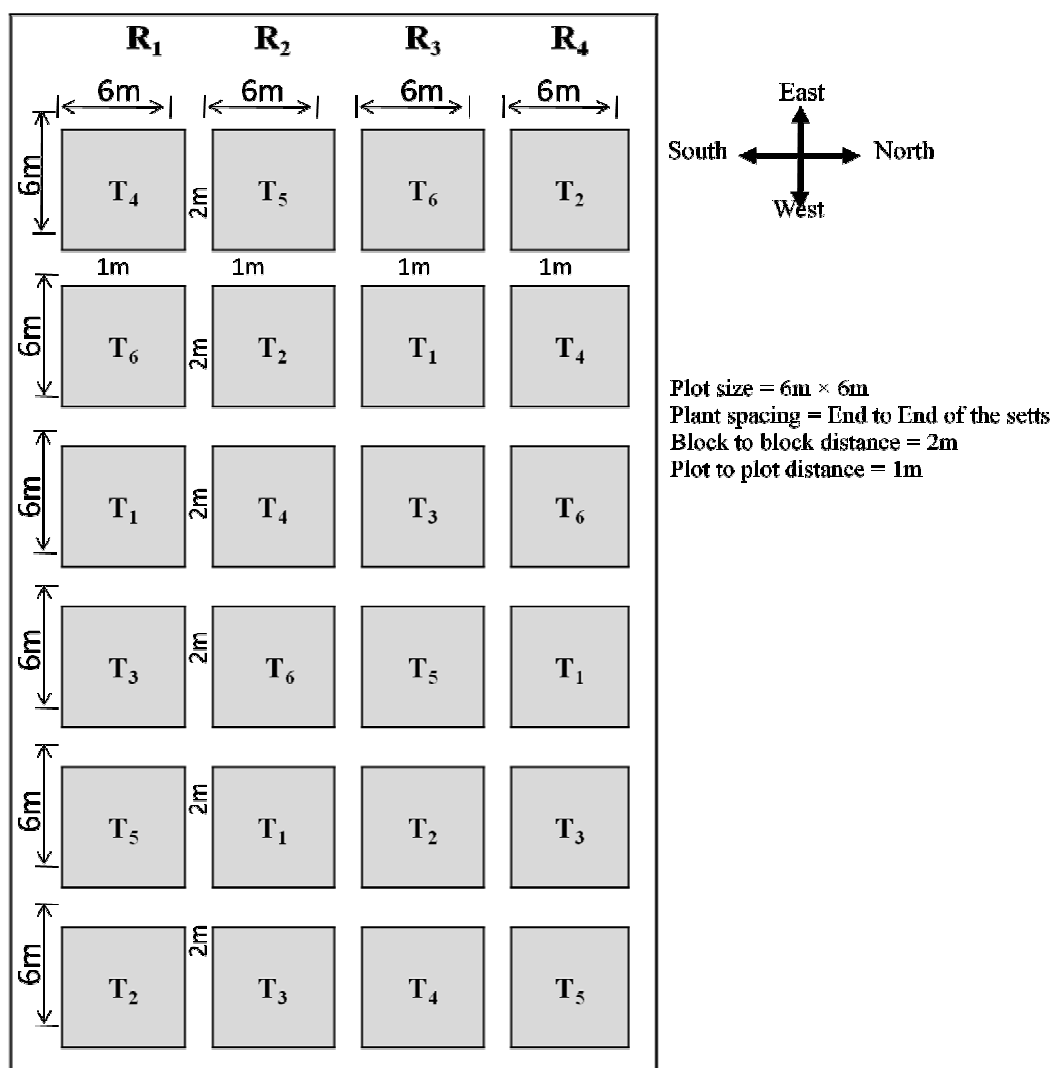 R₁ R₂ R₃ R₄
6m 6m 6m 6m
East
South North
West
6m T₄ 2m T₅ T₆ T₂
1m 1m 1m 1m
6m T₆ 2m T₂ T₁ T₄
Plot size = 6m × 6m
Plant spacing = End to End of the setts
Block to block distance = 2m
Plot to plot distance = 1m
6m T₁ 2m T₄ T₃ T₆
6m T₃ 2m T₆ T₅ T₁
6m T₅ 2m T₁ T₂ T₃
6m T₂ 2m T₃ T₄ T₅